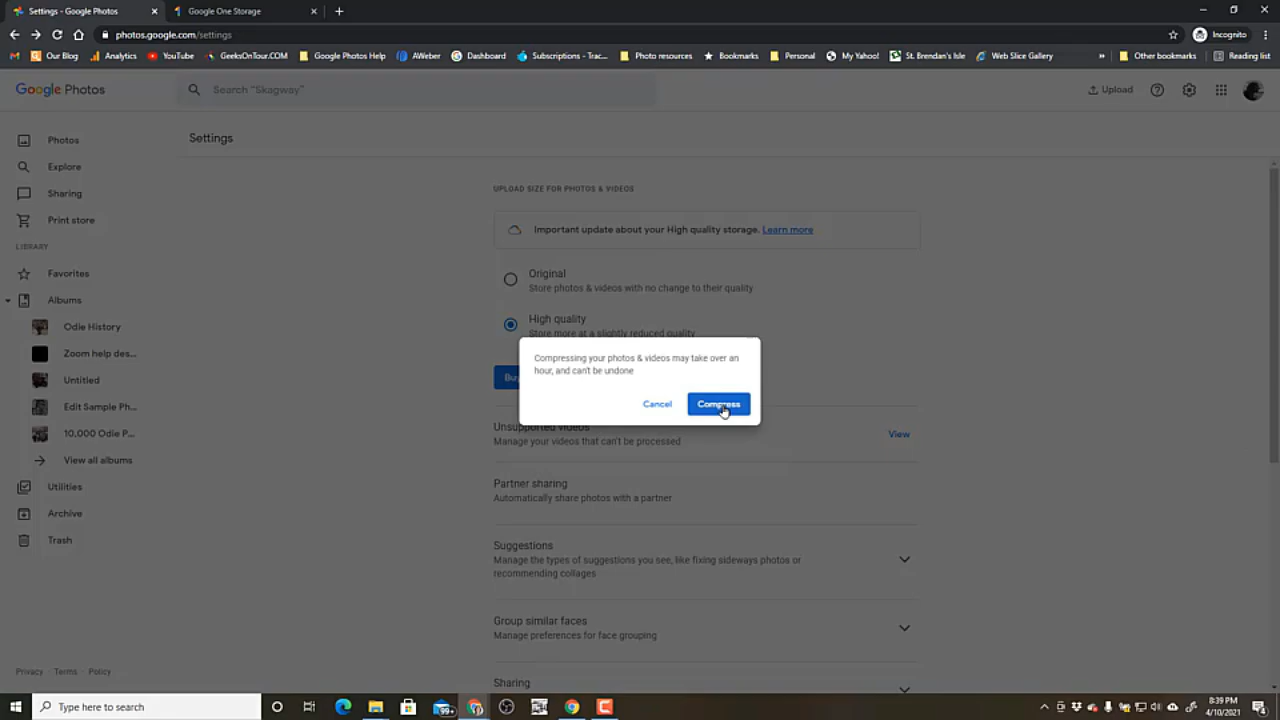 Settings - Google Photos
Google One Storage
photos.google.com/settings
Incognito
Our Blog
Analytics
YouTube
GeeksOnTour.COM
Google Photos Help
AWeber
Dashboard
Subscriptions - Trac...
Photo resources
Bookmarks
Personal
My Yahoo!
St. Brendan's Isle
Web Slice Gallery
»
Other bookmarks
Reading list
Google Photos
Search "Skagway"
Upload
Photos
Explore
Sharing
Print store
LIBRARY
Favorites
Albums
Odie History
Zoom help des...
Untitled
Edit Sample Ph...
10,000 Odie P...
View all albums
Utilities
Archive
Trash
Privacy · Terms · Policy
Settings
UPLOAD SIZE FOR PHOTOS & VIDEOS
Important update about your High quality storage. Learn more
Original
Store photos & videos with no change to their quality
High quality
Store more at a slightly reduced quality
Compressing your photos & videos may take over an
hour, and can't be undone
Cancel
Compress
Unsupported videos
Manage your videos that can't be processed
View
Partner sharing
Automatically share photos with a partner
Suggestions
Manage the types of suggestions you see, like fixing sideways photos or
recommending collages
Group similar faces
Manage preferences for face grouping
Sharing
Type here to search
99+
8:39 PM
4/10/2021